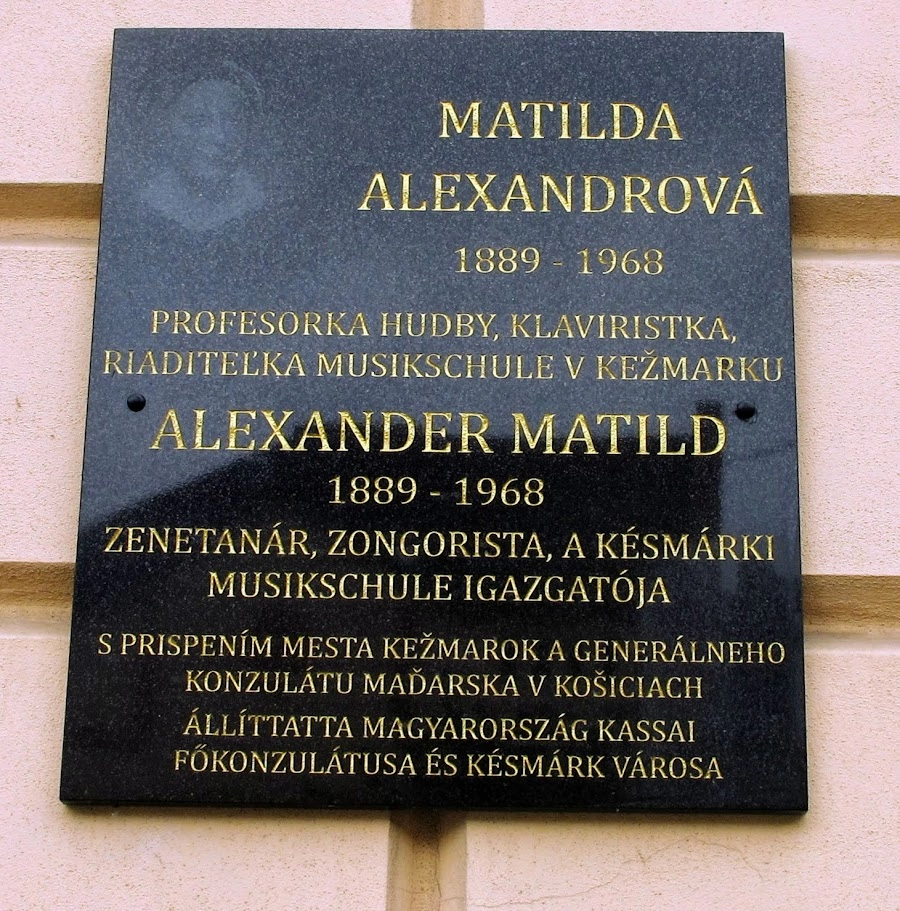 MATILDA
ALEXANDROVÁ
1889 - 1968
PROFESORKA HUDBY, KLAVIRISTKA,
RIADITEĽKA MUSIKSCHULE V KEŽMARKU
ALEXANDER MATILD
1889 - 1968
ZENETANÁR, ZONGORISTA, A KÉSMÁRKI
MUSIKSCHULE IGAZGATÓJA
S PRISPENÍM MESTA KEŽMAROK A GENERÁLNEHO
KONZULÁTU MAĎARSKA V KOŠICIACH
ÁLLÍTTATTA MAGYARORSZÁG KASSAI
FŐKONZULÁTUSA ÉS KÉSMÁRK VÁROSA